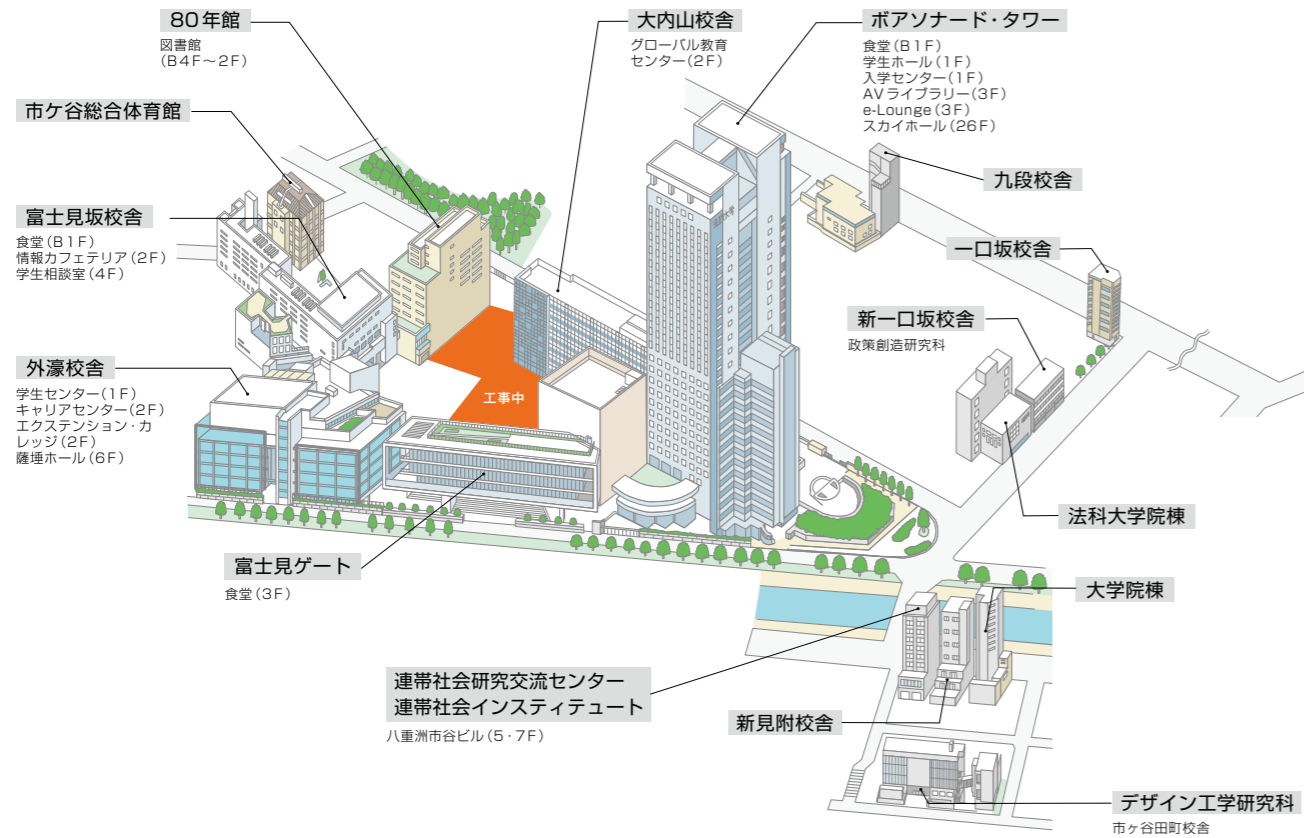 80年館
図書館
(B4F〜2F)
大内山校舎
グローバル教育
センター(2F)
ボアソナード・タワー
食堂(B1F)
学生ホール(1F)
入学センター(1F)
AVライブラリー(3F)
e-Lounge(3F)
スカイホール(26F)
市ケ谷総合体育館
九段校舎
富士見坂校舎
食堂(B1F)
情報カフェテリア(2F)
学生相談室(4F)
一口坂校舎
新一口坂校舎
政策創造研究科
外濠校舎
学生センター(1F)
キャリアセンター(2F)
エクステンション・カ
レッジ(2F)
薩埵ホール(6F)
工事中
法科大学院棟
富士見ゲート
食堂(3F)
大学院棟
連帯社会研究交流センター
連帯社会インスティテュート
八重洲市谷ビル(5・7F)
新見附校舎
デザイン工学研究科
市ヶ谷田町校舎